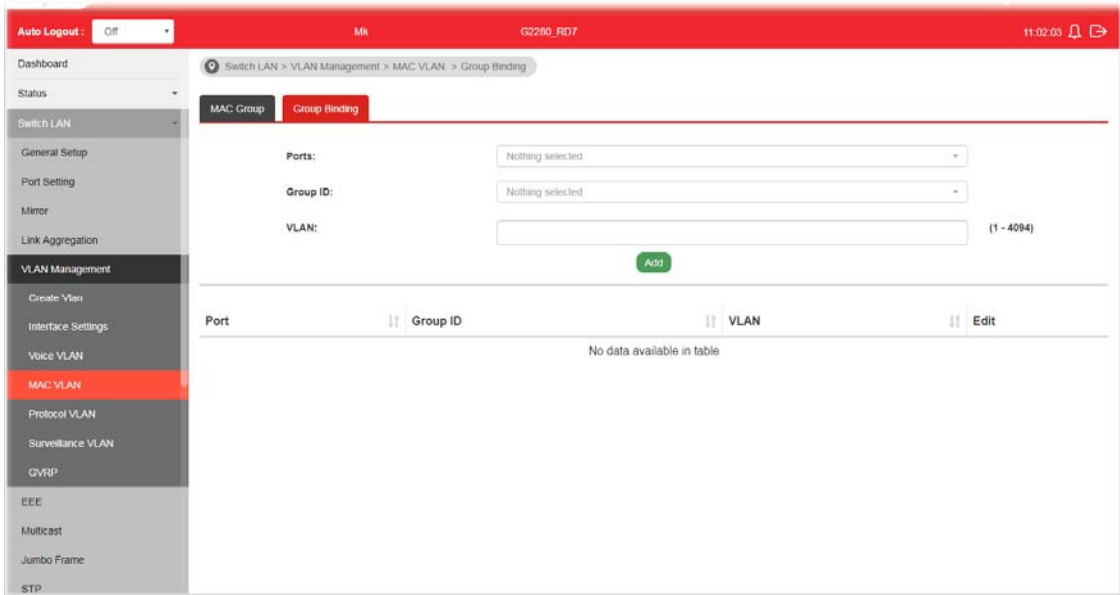 Auto Logout : Off Mk G2280_RD7 11:02:03
Dashboard
Status
Switch LAN
General Setup
Port Setting
Mirror
Link Aggregation
VLAN Management
Create Vlan
Interface Settings
Voice VLAN
MAC VLAN
Protocol VLAN
Surveillance VLAN
GVRP
EEE
Multicast
Jumbo Frame
STP
Switch LAN > VLAN Management > MAC VLAN > Group Binding
MAC Group Group Binding
Ports: Nothing selected
Group ID: Nothing selected
VLAN: (1 - 4094)
Add
Port Group ID VLAN Edit
No data available in table